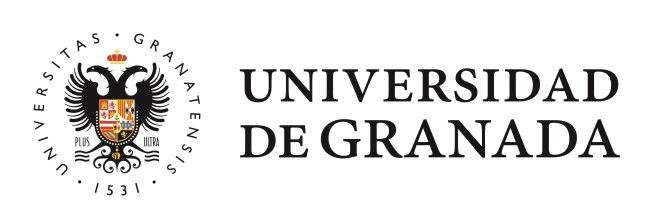 UNIVERSITAS · GRANATENSIS
· 1531 ·
PLUS ULTRA
UNIVERSIDAD
DE GRANADA